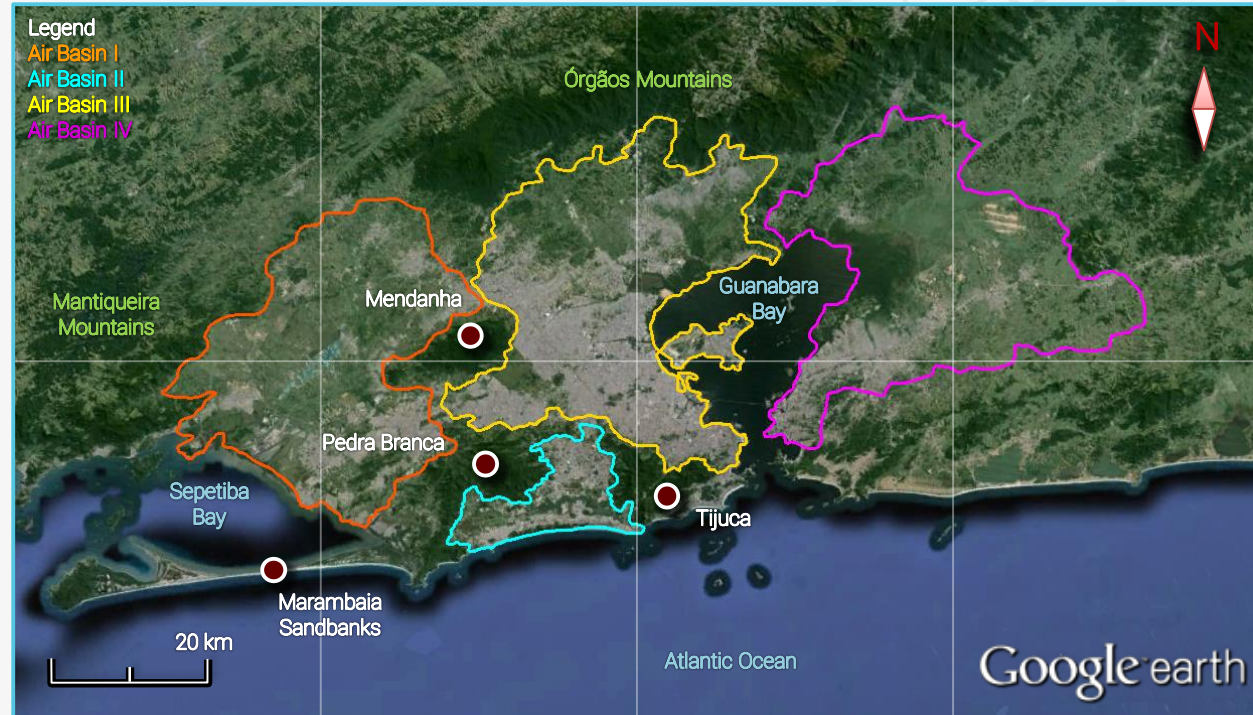 Legend
Air Basin I
Air Basin II
Air Basin III
Air Basin IV
N
Órgãos Mountains
Mantiqueira
Mountains
Mendanha
Guanabara
Bay
Pedra Branca
Sepetiba
Bay
Tijuca
Marambaia
Sandbanks
20 km
Atlantic Ocean
Google earth